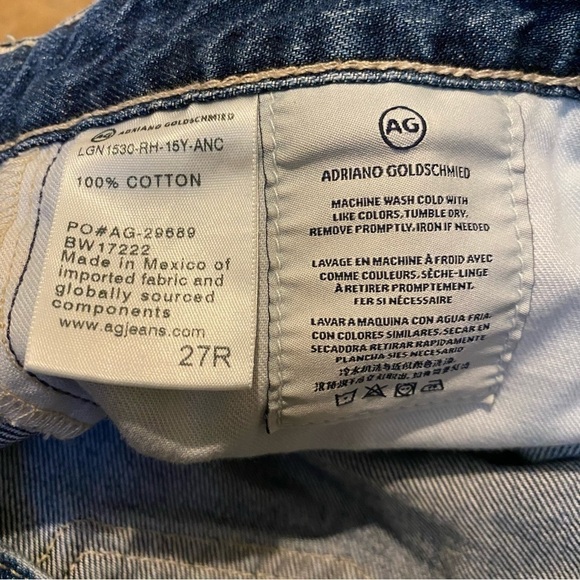 AG ADRIANO GOLDSCHMIED
LGN1530-RH-15Y-ANC
100% COTTON
PO#AG-29689
BW17222
Made in Mexico of
imported fabric and
globally sourced
components
www.agjeans.com
27R
AG
ADRIANO GOLDSCHMIED
MACHINE WASH COLD WITH
LIKE COLORS, TUMBLE DRY,
REMOVE PROMPTLY, IRON IF NEEDED
LAVAGE EN MACHINE À FROID AVEC
COMME COULEURS. SÈCHE-LINGE
À RETIRER PROMPTEMENT.
FER SI NÉCESSAIRE
LAVAR A MAQUINA CON AGUA FRIA
CON COLORES SIMILARES. SECAR EN
SECADORA RETIRAR RAPIDAMENTE
PLANCHA SIES NECESARIO